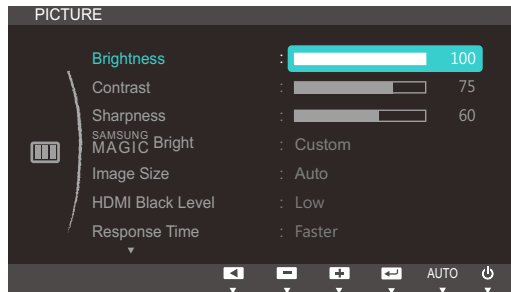 PICTURE
Brightness : 100
Contrast : 75
Sharpness : 60
SAMSUNG
MAGIC Bright : Custom
Image Size : Auto
HDMI Black Level : Low
Response Time : Faster
AUTO